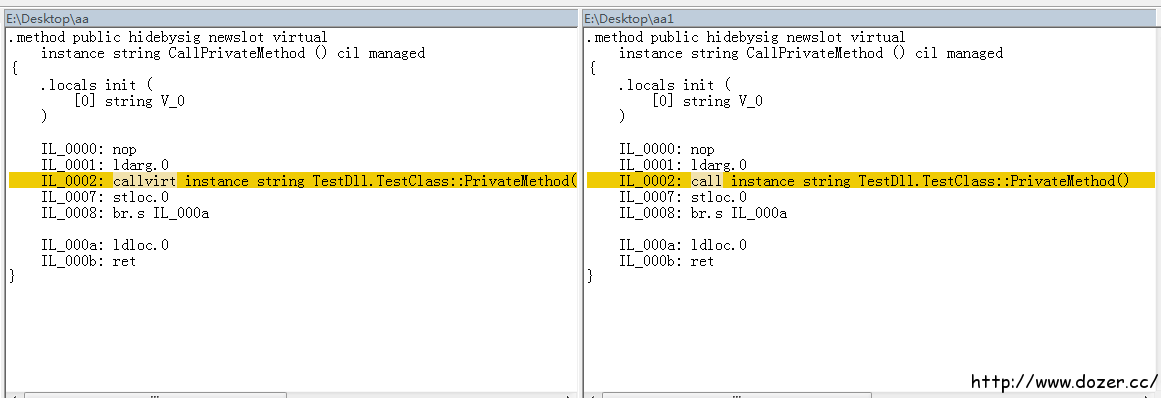 E:\Desktop\aa
.method public hidebysig newslot virtual
instance string CallPrivateMethod () cil managed
{
.locals init (
[0] string V_0
)
IL_0000: nop
IL_0001: ldarg.0
IL_0002: callvirt instance string TestDll.TestClass::PrivateMethod(
IL_0007: stloc.0
IL_0008: br.s IL_000a
IL_000a: ldloc.0
IL_000b: ret
}
E:\Desktop\aa1
.method public hidebysig newslot virtual
instance string CallPrivateMethod () cil managed
{
.locals init (
[0] string V_0
)
IL_0000: nop
IL_0001: ldarg.0
IL_0002: call instance string TestDll.TestClass::PrivateMethod()
IL_0007: stloc.0
IL_0008: br.s IL_000a
IL_000a: ldloc.0
IL_000b: ret
}
http://www.dozer.cc/